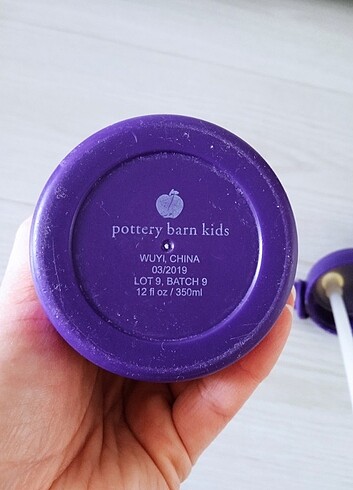 pottery barn kids
WUYI, CHINA
03/2019
LOT 9, BATCH 9
12 fl oz / 350ml